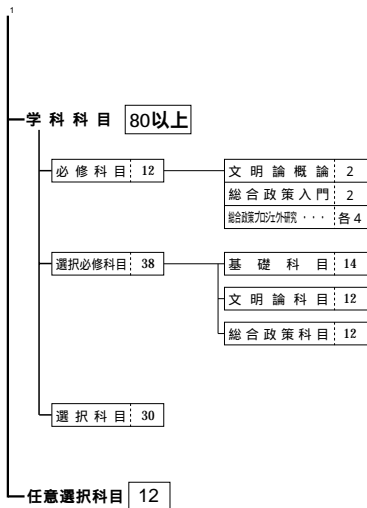 1
学科科目 80以上
必修科目 12
文明論概論 2
総合政策入門 2
総合政策プロジェクト研究・・・ 各4
選択必修科目 38
基礎科目 14
文明論科目 12
総合政策科目 12
選択科目 30
任意選択科目 12